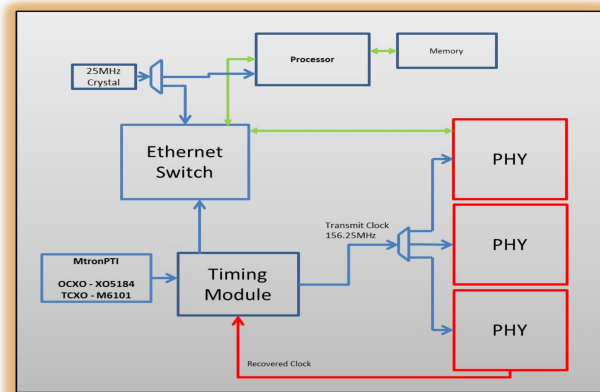 25MHz
Crystal
Processor
Memory
Ethernet
Switch
PHY
Transmit Clock
156.25MHz
PHY
MtronPTI
OCXO - XO5184
TCXO - M6101
Timing
Module
PHY
Recovered Clock